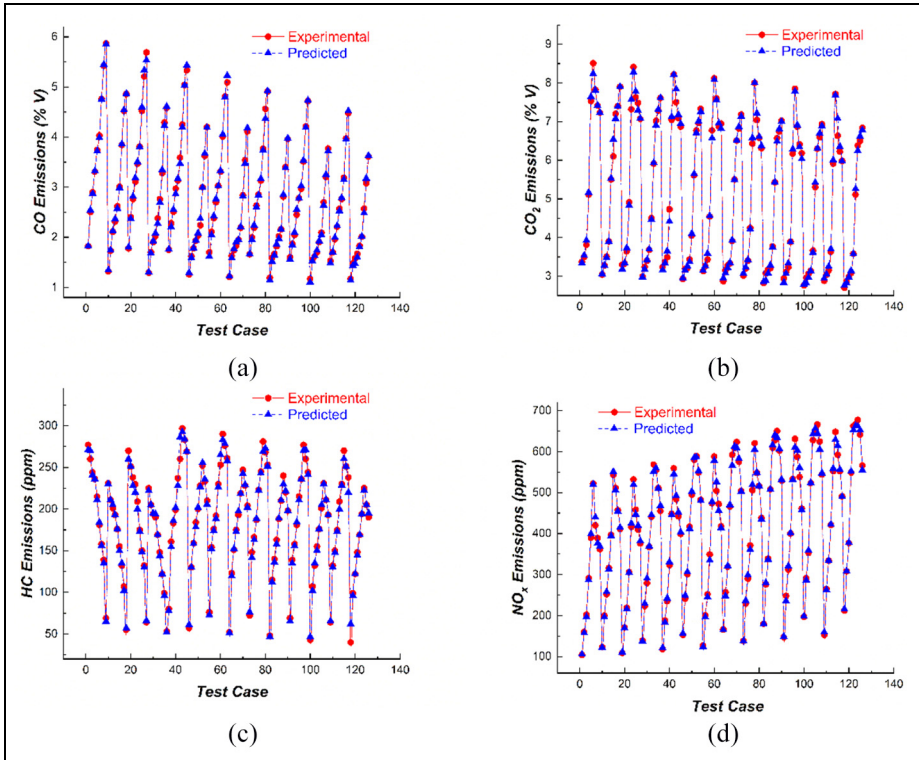 Experimental
Predicted
CO Emissions (% V)
6
5
4
3
2
1
0 20 40 60 80 100 120 140
Test Case
(a)
Experimental
Predicted
CO₂ Emissions (% V)
9
8
7
6
5
4
3
0 20 40 60 80 100 120 140
Test Case
(b)
Experimental
Predicted
HC Emissions (ppm)
300
250
200
150
100
50
0 20 40 60 80 100 120 140
Test Case
(c)
Experimental
Predicted
NOₓ Emissions (ppm)
700
600
500
400
300
200
100
0 20 40 60 80 100 120 140
Test Case
(d)